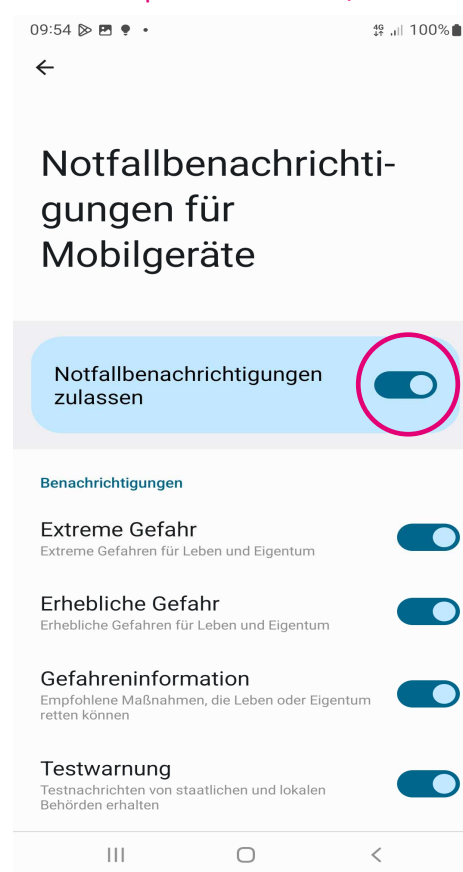 09:54
4G .ıl 100%
Notfallbenachrichti-
gungen für
Mobilgeräte
Notfallbenachrichtigungen
zulassen
Benachrichtigungen
Extreme Gefahr
Extreme Gefahren für Leben und Eigentum
Erhebliche Gefahr
Erhebliche Gefahren für Leben und Eigentum
Gefahreninformation
Empfohlene Maßnahmen, die Leben oder Eigentum
retten können
Testwarnung
Testnachrichten von staatlichen und lokalen
Behörden erhalten